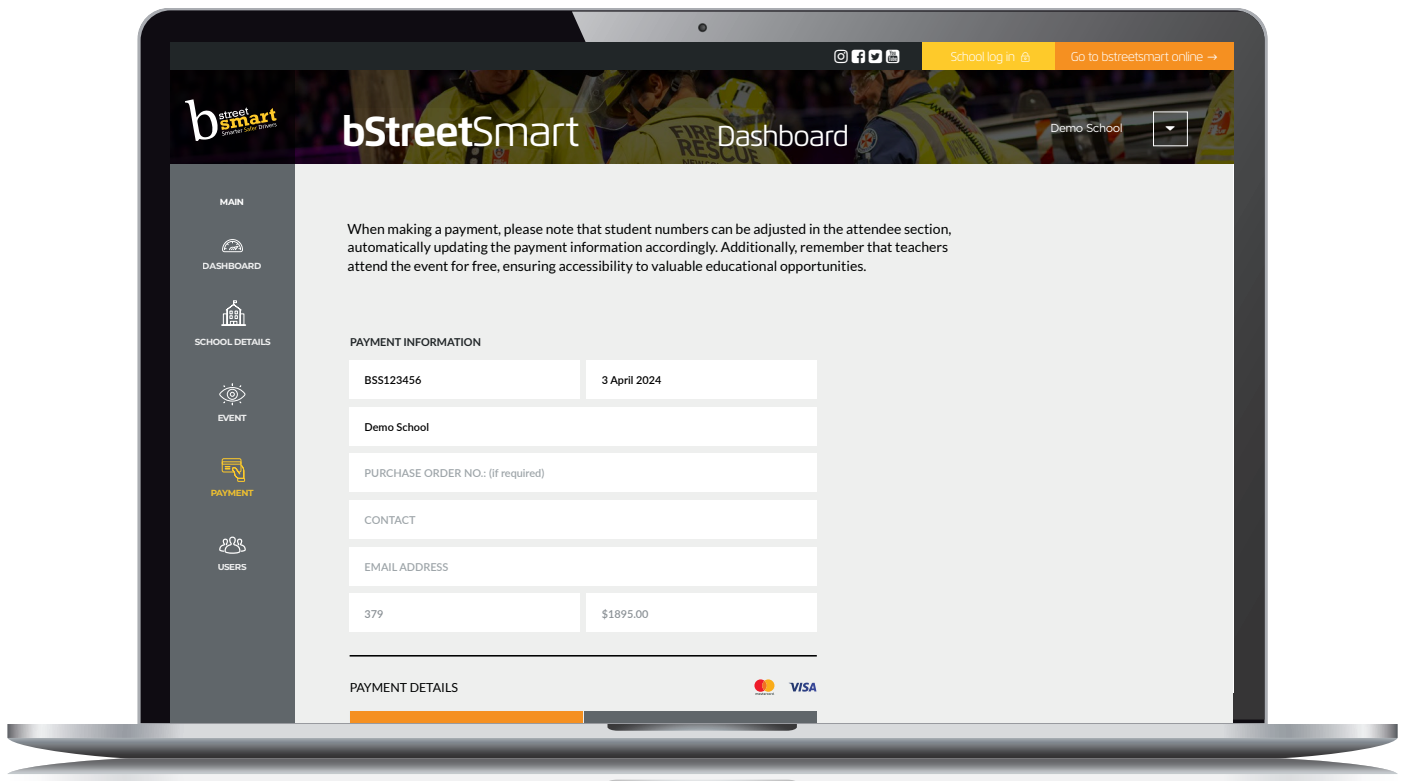 School log in
Go to bstreetsmart online →
b street smart
Smarter Safer Drivers
bStreetSmart
FIRE
RESCUE
Dashboard
Demo School
MAIN
DASHBOARD
SCHOOL DETAILS
EVENT
PAYMENT
USERS
When making a payment, please note that student numbers can be adjusted in the attendee section,
automatically updating the payment information accordingly. Additionally, remember that teachers
attend the event for free, ensuring accessibility to valuable educational opportunities.
PAYMENT INFORMATION
BSS123456
3 April 2024
Demo School
PURCHASE ORDER NO.: (if required)
CONTACT
EMAIL ADDRESS
379
$1895.00
PAYMENT DETAILS
VISA